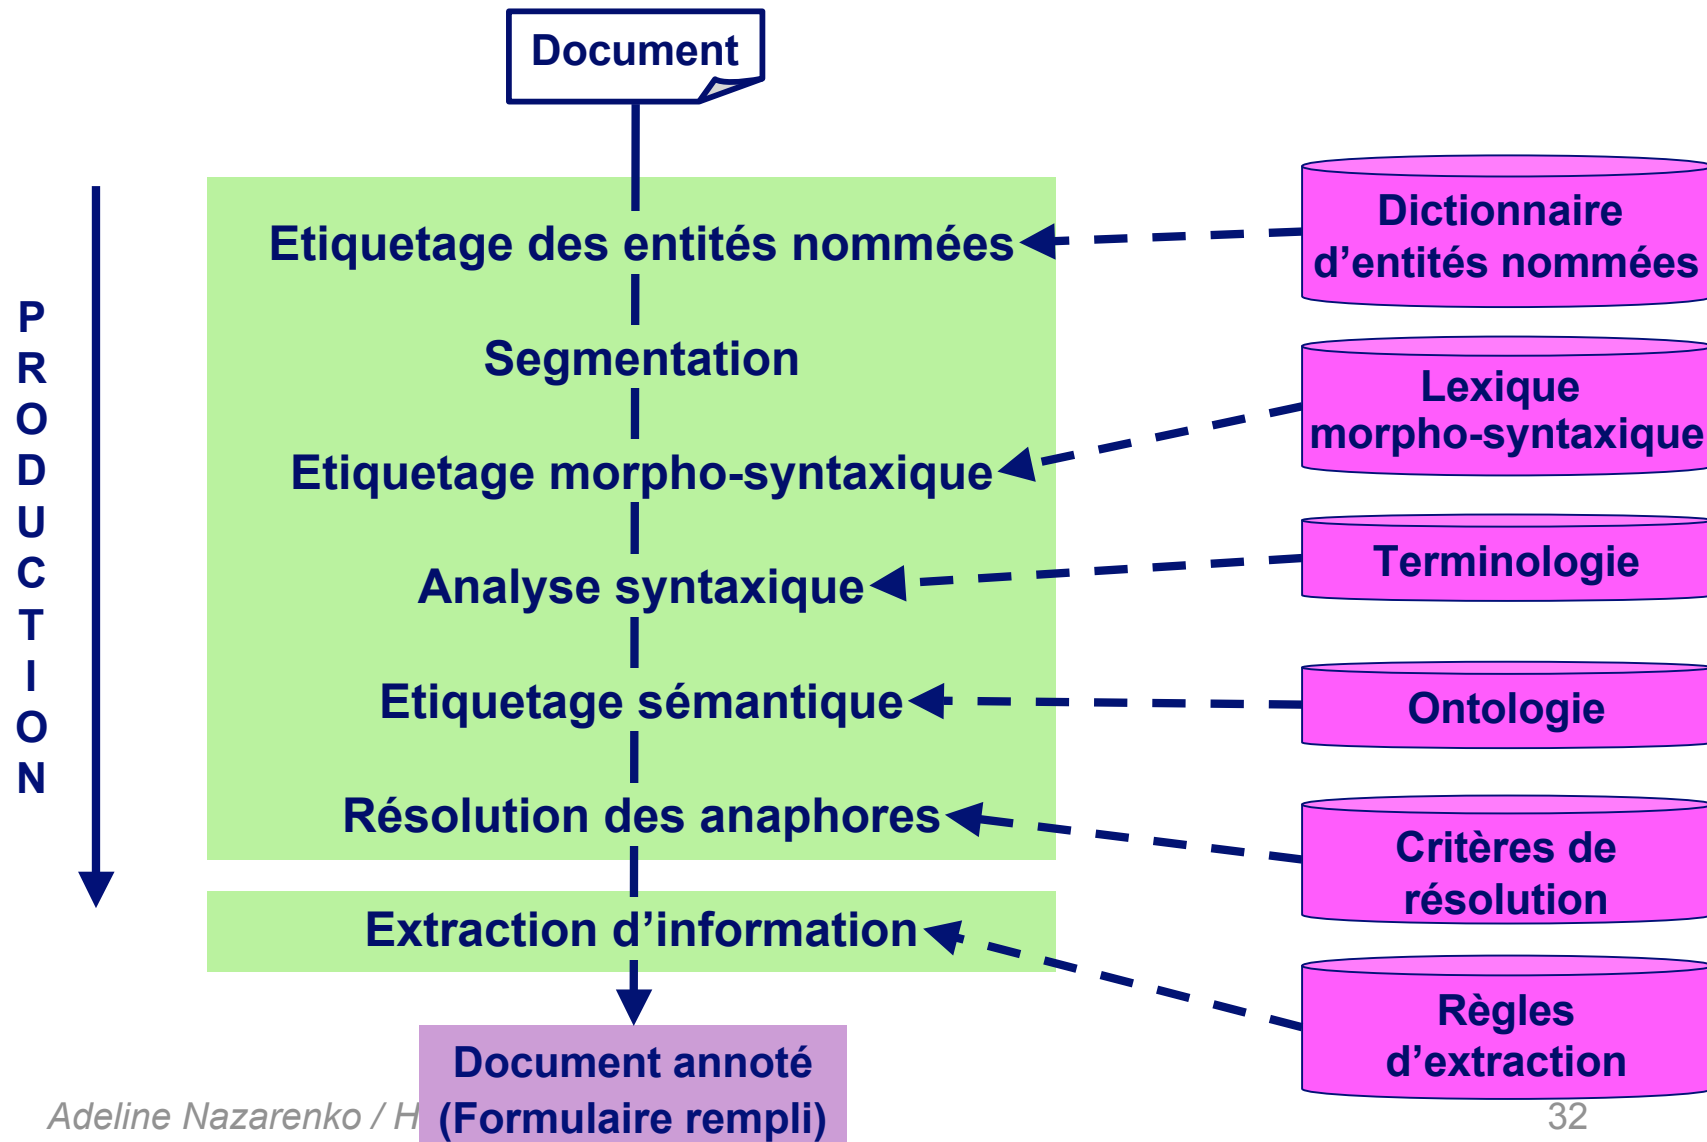 Document
PRODUCTION
Etiquetage des entités nommées
Segmentation
Etiquetage morpho-syntaxique
Analyse syntaxique
Etiquetage sémantique
Résolution des anaphores
Extraction d’information
Document annoté
(Formulaire rempli)
Dictionnaire
d’entités nommées
Lexique
morpho-syntaxique
Terminologie
Ontologie
Critères de
résolution
Règles
d’extraction
Adeline Nazarenko /
32